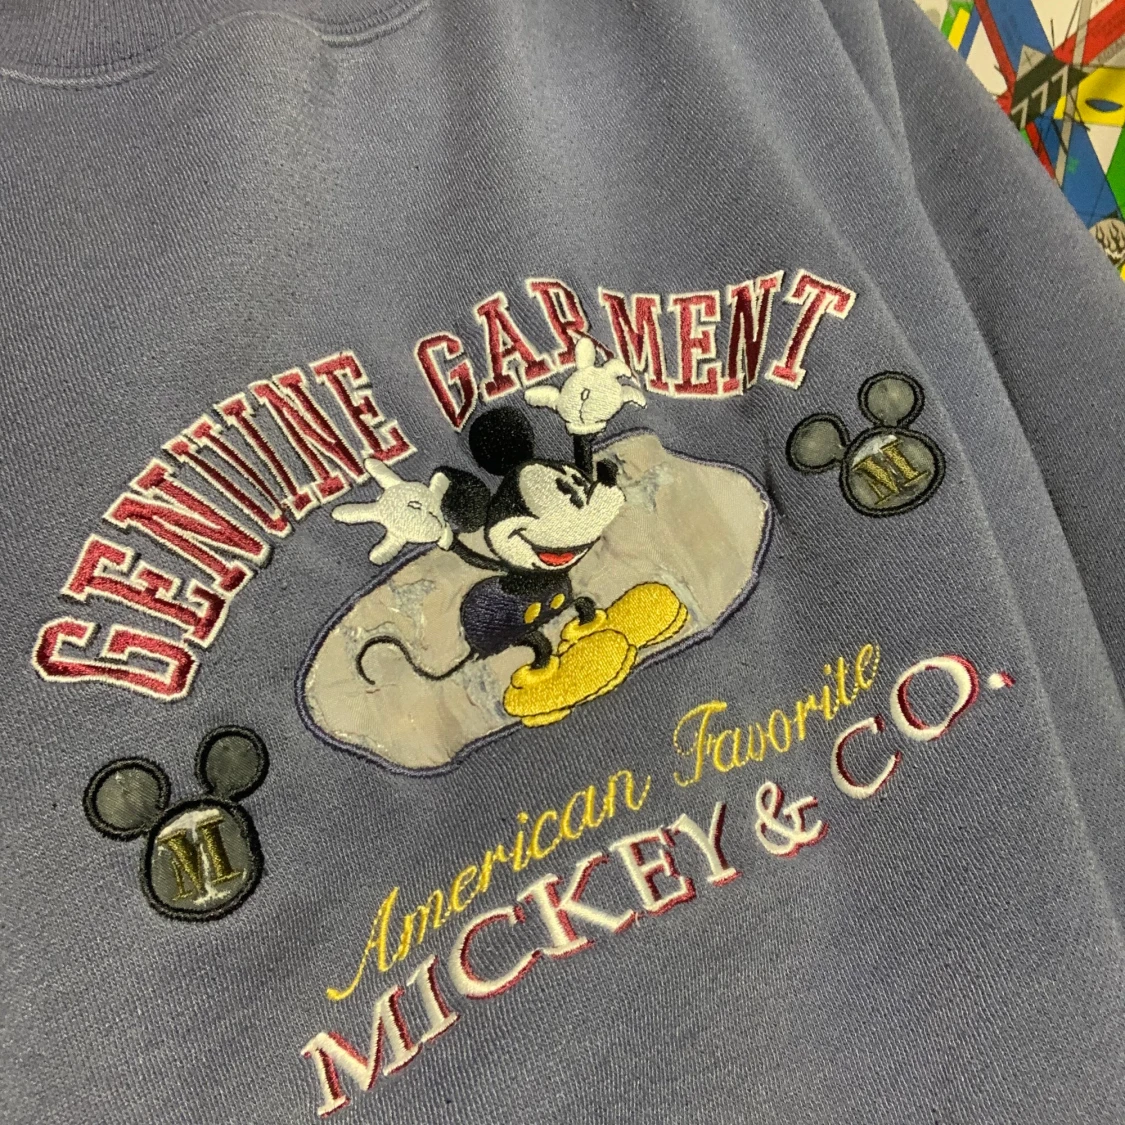 GENUINE GARMENT
M
M
American Favorite
MICKEY & CO.